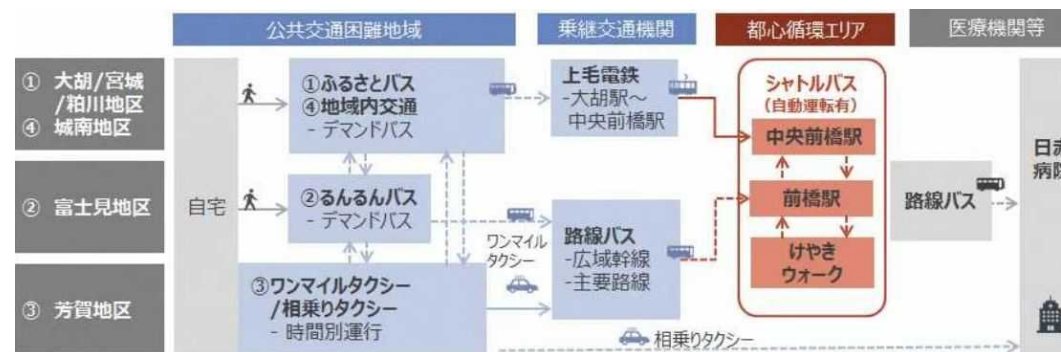 公共交通困難地域
乗継交通機関
都心循環エリア
医療機関等
① 大胡/宮城
/粕川地区
④ 城南地区
② 富士見地区
③ 芳賀地区
自宅
①ふるさとバス
④地域内交通
- デマンドバス
②るんるんバス
- デマンドバス
③ワンマイルタクシー
/相乗りタクシー
- 時間別運行
ワンマイル
タクシー
上毛電鉄
-大胡駅～
中央前橋駅
路線バス
-広域幹線
-主要路線
シャトルバス
(自動運転有)
中央前橋駅
前橋駅
けやき
ウォーク
路線バス
日赤
病院
相乗りタクシー